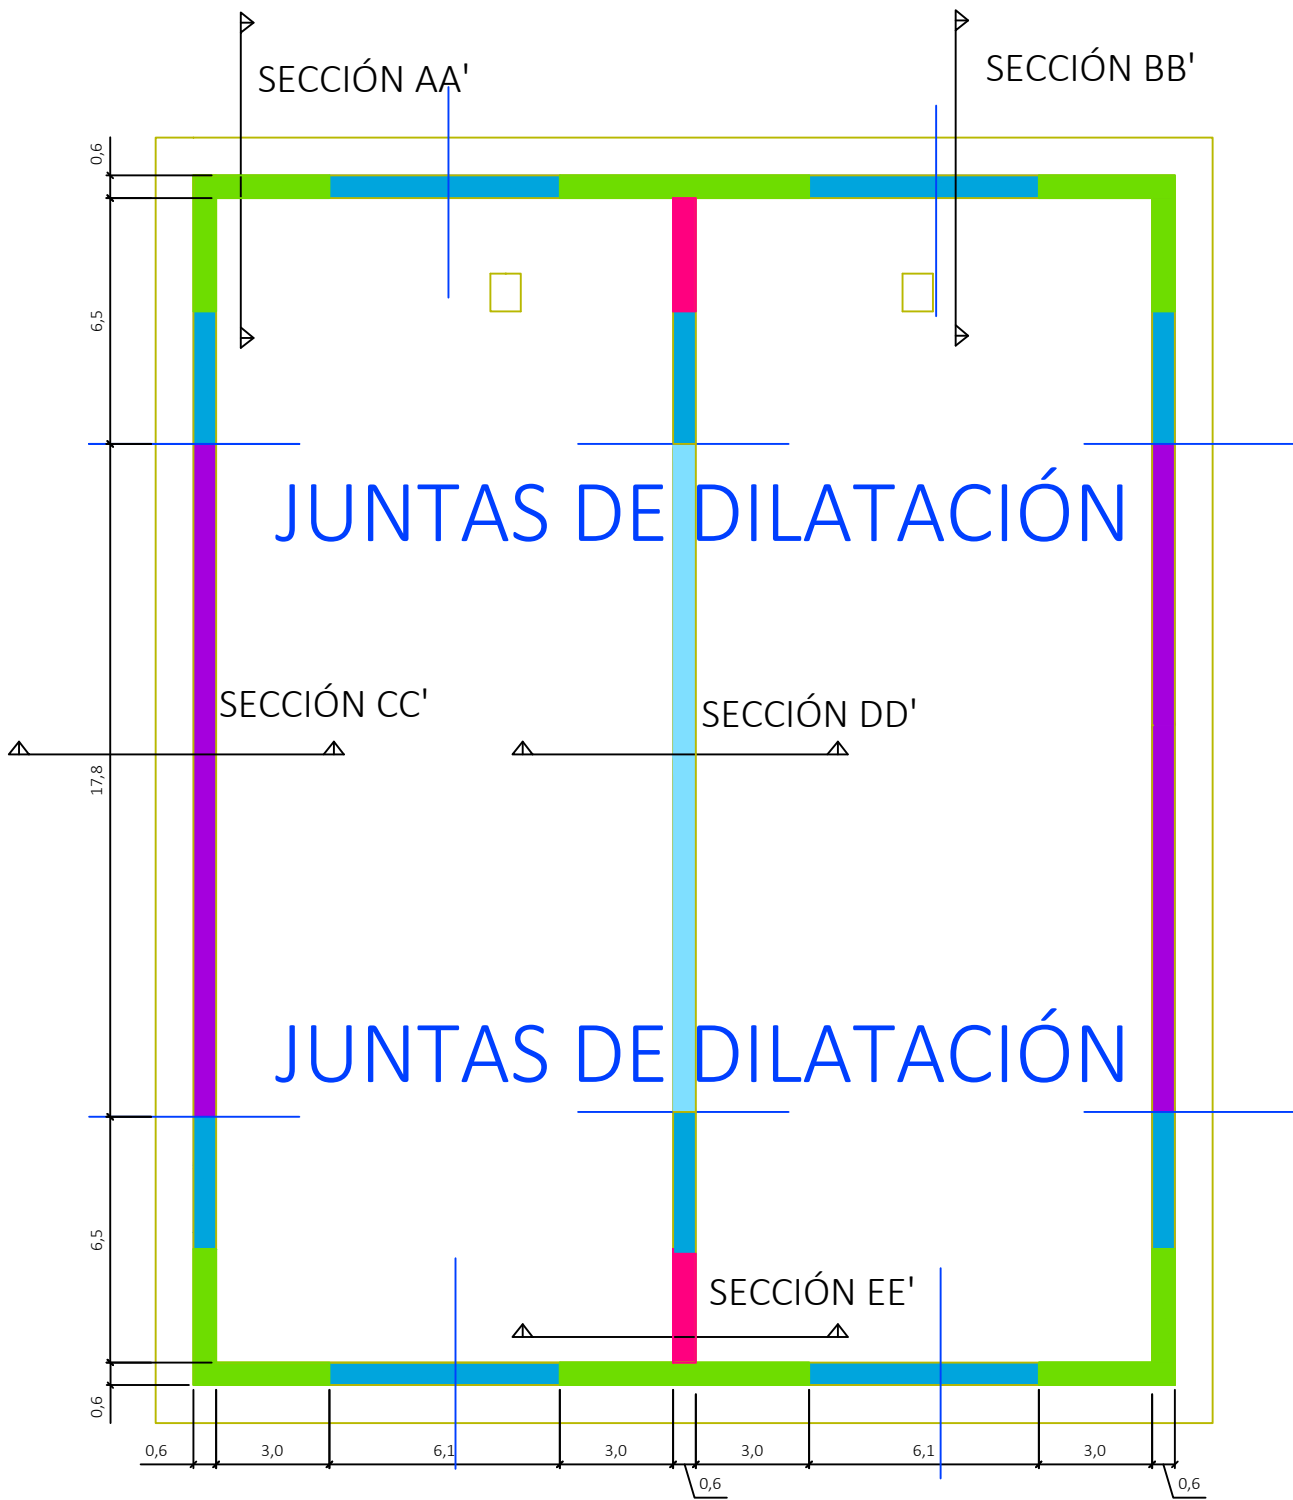 SECCIÓN AA'
SECCIÓN BB'
0,6
6,5
JUNTAS DE DILATACIÓN
SECCIÓN CC'
SECCIÓN DD'
17,8
JUNTAS DE DILATACIÓN
6,5
SECCIÓN EE'
0,6
0,6
3,0
6,1
3,0
3,0
6,1
3,0
0,6
0,6